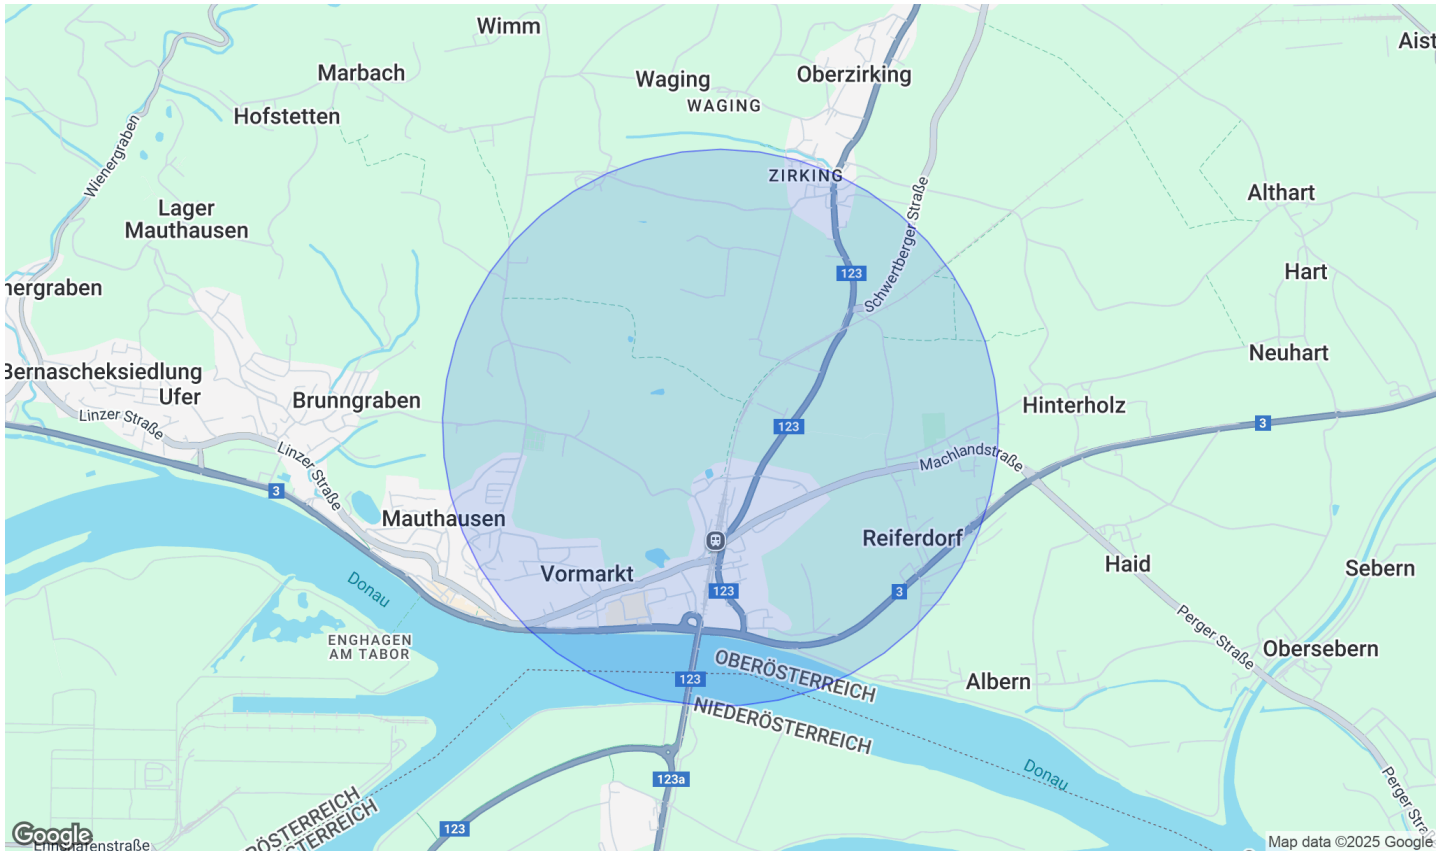 Wimm
Aist
Marbach
Waging
Oberzirking
WAGING
Hofstetten
Wienergraben
ZIRKING
Lager
Mauthausen
Althart
Schwertberger Straße
123
Hart
nergraben
Neuhart
Bernascheksiedlung
Ufer
Brunngraben
Hinterholz
Linzer Straße
123
3
Machlandstraße
Linzer Straße
3
Mauthausen
Reiferdorf
Vormarkt
Haid
Sebern
Donau
123
3
ENGHAGEN
AM TABOR
Perger Straße
Obersebern
OBERÖSTERREICH
Albern
123
NIEDERÖSTERREICH
Donau
123a
Perger Straße
ÖSTERREICH
STERREICH
123
Google
Map data ©2025 Google